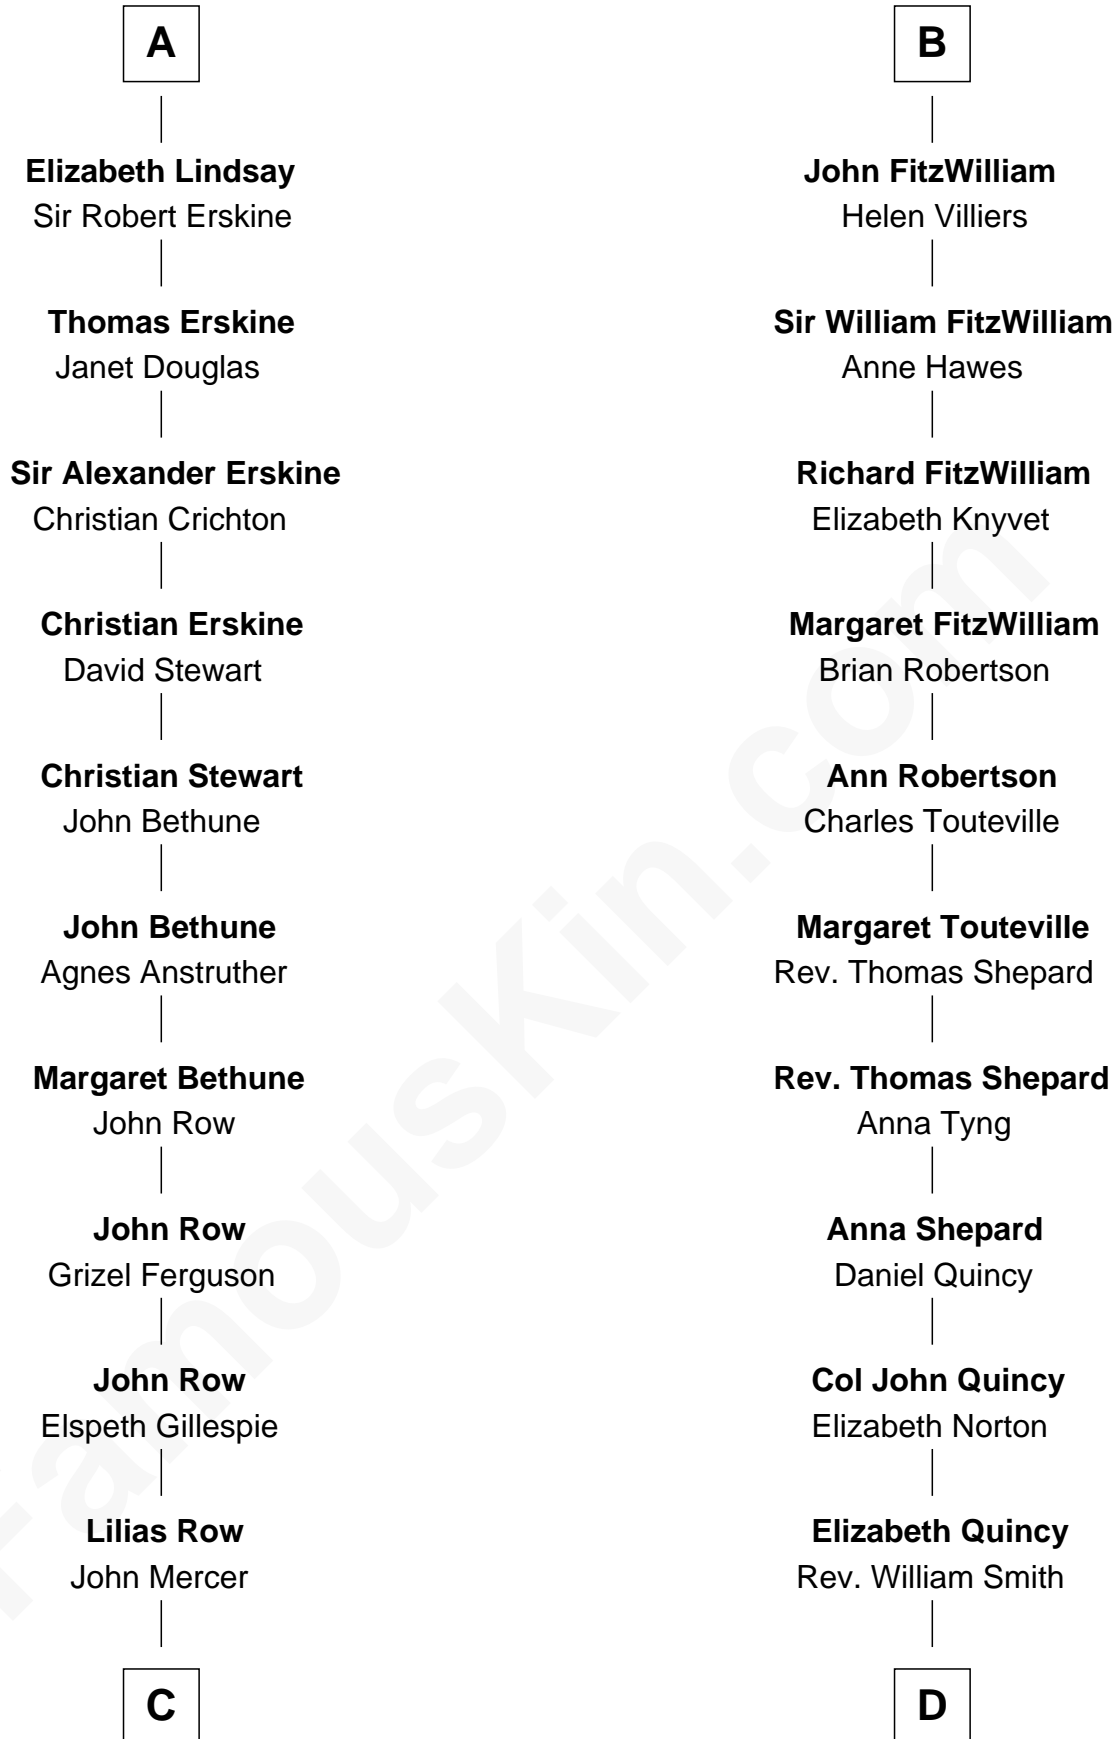 A
Elizabeth Lindsay
Sir Robert Erskine
Thomas Erskine
Janet Douglas
Sir Alexander Erskine
Christian Crichton
Christian Erskine
David Stewart
Christian Stewart
John Bethune
John Bethune
Agnes Anstruther
Margaret Bethune
John Row
John Row
Grizel Ferguson
John Row
Elspeth Gillespie
Lilias Row
John Mercer
C
B
John FitzWilliam
Helen Villiers
Sir William FitzWilliam
Anne Hawes
Richard FitzWilliam
Elizabeth Knyvet
Margaret FitzWilliam
Brian Robertson
Ann Robertson
Charles Touteville
Margaret Touteville
Rev. Thomas Shepard
Rev. Thomas Shepard
Anna Tyng
Anna Shepard
Daniel Quincy
Col John Quincy
Elizabeth Norton
Elizabeth Quincy
Rev. William Smith
D
FamousKin.com